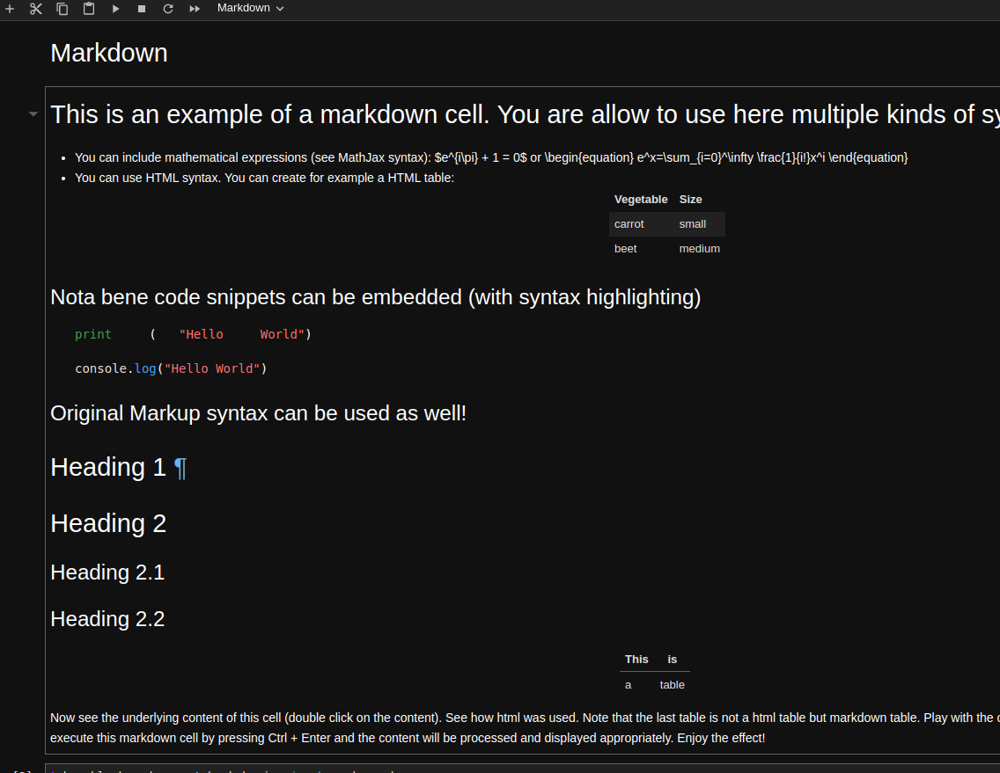 Markdown
Markdown
This is an example of a markdown cell. You are allow to use here multiple kinds of
You can include mathematical expressions (see MathJax syntax): $e^{i\pi} + 1 = 0$ or \begin{equation} e^x=\sum_{i=0}^\infty \frac{1}{i!}x^i \end{equation}
You can use HTML syntax. You can create for example a HTML table:
Vegetable Size
carrot small
beet medium
Nota bene code snippets can be embedded (with syntax highlighting)
print ( "Hello World")
console.log("Hello World")
Original Markup syntax can be used as well!
Heading 1 ¶
Heading 2
Heading 2.1
Heading 2.2
This is
a table
Now see the underlying content of this cell (double click on the content). See how html was used. Note that the last table is not a html table but markdown table. Play with the
execute this markdown cell by pressing Ctrl + Enter and the content will be processed and displayed appropriately. Enjoy the effect!